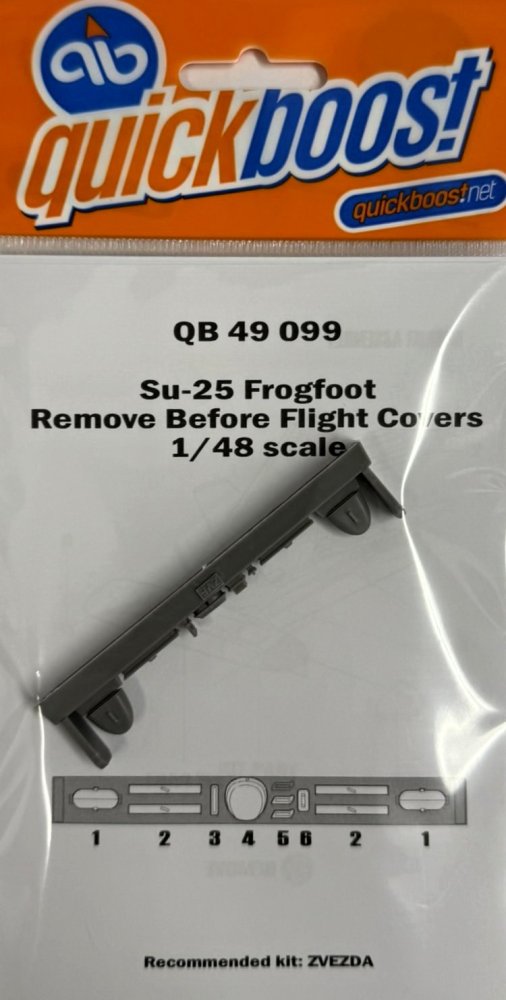 qb
quickboost
quickboost.net
QB 49 099
Su-25 Frogfoot
Remove Before Flight Covers
1/48 scale
1 2 3 4 5 6 2 1
Recommended kit: ZVEZDA